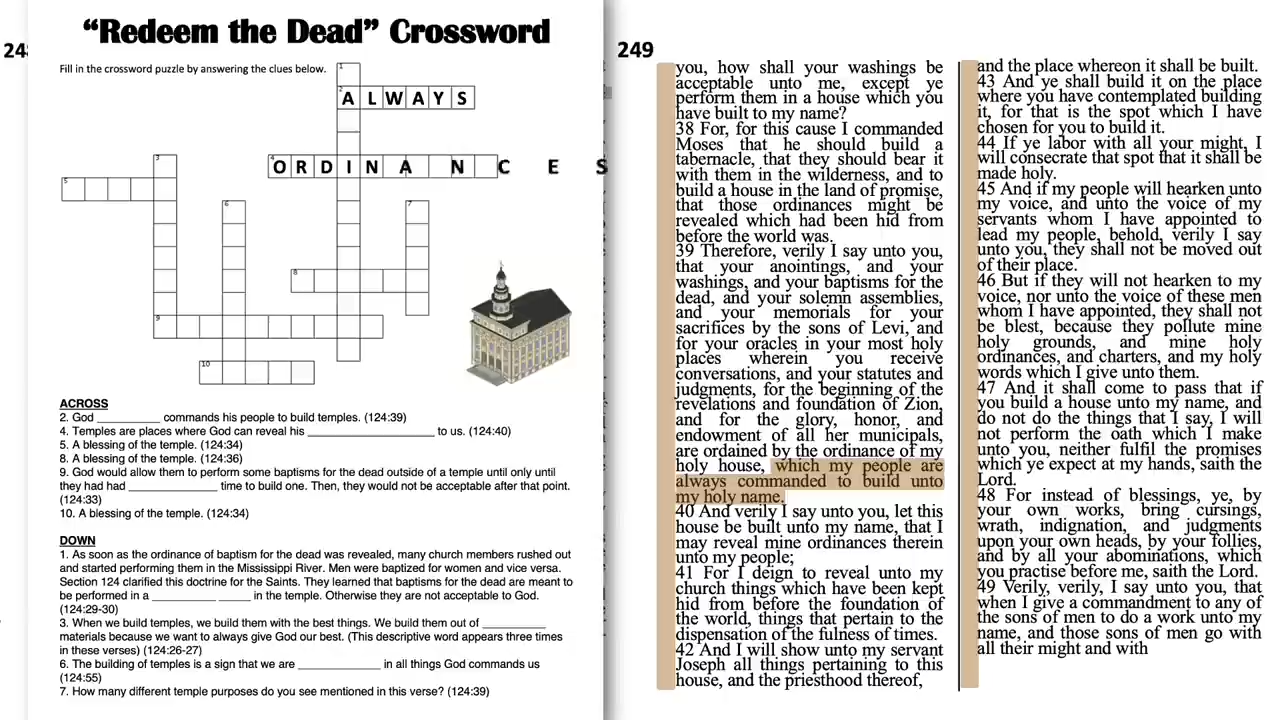 “Redeem the Dead” Crossword
24
Fill in the crossword puzzle by answering the clues below.
1
2
A L W A Y S
3
4
O R D I N A N C E S
5
6
7
8
9
10
ACROSS
2. God __________ commands his people to build temples. (124:39)
4. Temples are places where God can reveal his ____________________ to us. (124:40)
5. A blessing of the temple. (124:34)
8. A blessing of the temple. (124:36)
9. God would allow them to perform some baptisms for the dead outside of a temple until only until
they had had ______________ time to build one. Then, they would not be acceptable after that point.
(124:33)
10. A blessing of the temple. (124:34)
DOWN
1. As soon as the ordinance of baptism for the dead was revealed, many church members rushed out
and started performing them in the Mississippi River. Men were baptized for women and vice versa.
Section 124 clarified this doctrine for the Saints. They learned that baptisms for the dead are meant to
be performed in a __________ _____ in the temple. Otherwise they are not acceptable to God.
(124:29-30)
3. When we build temples, we build them with the best things. We build them out of __________
materials because we want to always give God our best. (This descriptive word appears three times
in these verses) (124:26-27)
6. The building of temples is a sign that we are _____________ in all things God commands us
(124:55)
7. How many different temple purposes do you see mentioned in this verse? (124:39)
249
you, how shall your washings be
acceptable unto me, except ye
perform them in a house which you
have built to my name?
38 For, for this cause I commanded
Moses that he should build a
tabernacle, that they should bear it
with them in the wilderness, and to
build a house in the land of promise,
that those ordinances might be
revealed which had been hid from
before the world was.
39 Therefore, verily I say unto you,
that your anointings, and your
washings, and your baptisms for the
dead, and your solemn assemblies,
and your memorials for your
sacrifices by the sons of Levi, and
for your oracles in your most holy
places wherein you receive
conversations, and your statutes and
judgments, for the beginning of the
revelations and foundation of Zion,
and for the glory, honor, and
endowment of all her municipals,
are ordained by the ordinance of my
holy house, which my people are
always commanded to build unto
my holy name.
40 And verily I say unto you, let this
house be built unto my name, that I
may reveal mine ordinances therein
unto my people;
41 For I deign to reveal unto my
church things which have been kept
hid from before the foundation of
the world, things that pertain to the
dispensation of the fulness of times.
42 And I will show unto my servant
Joseph all things pertaining to this
house, and the priesthood thereof,
and the place whereon it shall be built.
43 And ye shall build it on the place
where you have contemplated building
it, for that is the spot which I have
chosen for you to build it.
44 If ye labor with all your might, I
will consecrate that spot that it shall be
made holy.
45 And if my people will hearken unto
my voice, and unto the voice of my
servants whom I have appointed to
lead my people, behold, verily I say
unto you, they shall not be moved out
of their place.
46 But if they will not hearken to my
voice, nor unto the voice of these men
whom I have appointed, they shall not
be blest, because they pollute mine
holy grounds, and mine holy
ordinances, and charters, and my holy
words which I give unto them.
47 And it shall come to pass that if
you build a house unto my name, and
do not do the things that I say, I will
not perform the oath which I make
unto you, neither fulfil the promises
which ye expect at my hands, saith the
Lord.
48 For instead of blessings, ye, by
your own works, bring cursings,
wrath, indignation, and judgments
upon your own heads, by your follies,
and by all your abominations, which
you practise before me, saith the Lord.
49 Verily, verily, I say unto you, that
when I give a commandment to any of
the sons of men to do a work unto my
name, and those sons of men go with
all their might and with